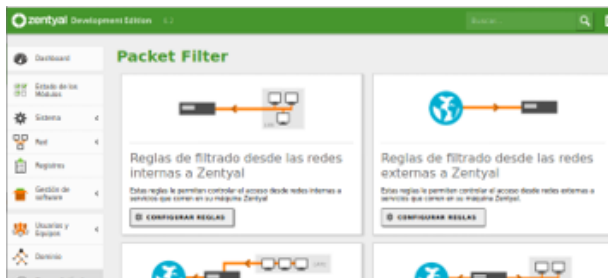 zentyal Development Edition
Buscar...
Dashboard
Packet Filter
Estado de los
Módulos
Sistema
Red
Registros
Gestión de
software
Usuarios y
Equipos
Dominio
Reglas de filtrado desde las redes
internas a Zentyal
Estas reglas le permiten controlar el acceso desde redes internas a
servicios que corren en su máquina Zentyal
CONFIGURAR REGLAS
Reglas de filtrado desde las redes
externas a Zentyal
Estas reglas le permiten controlar el acceso desde redes externas a
servicios que corren en su máquina Zentyal.
CONFIGURAR REGLAS